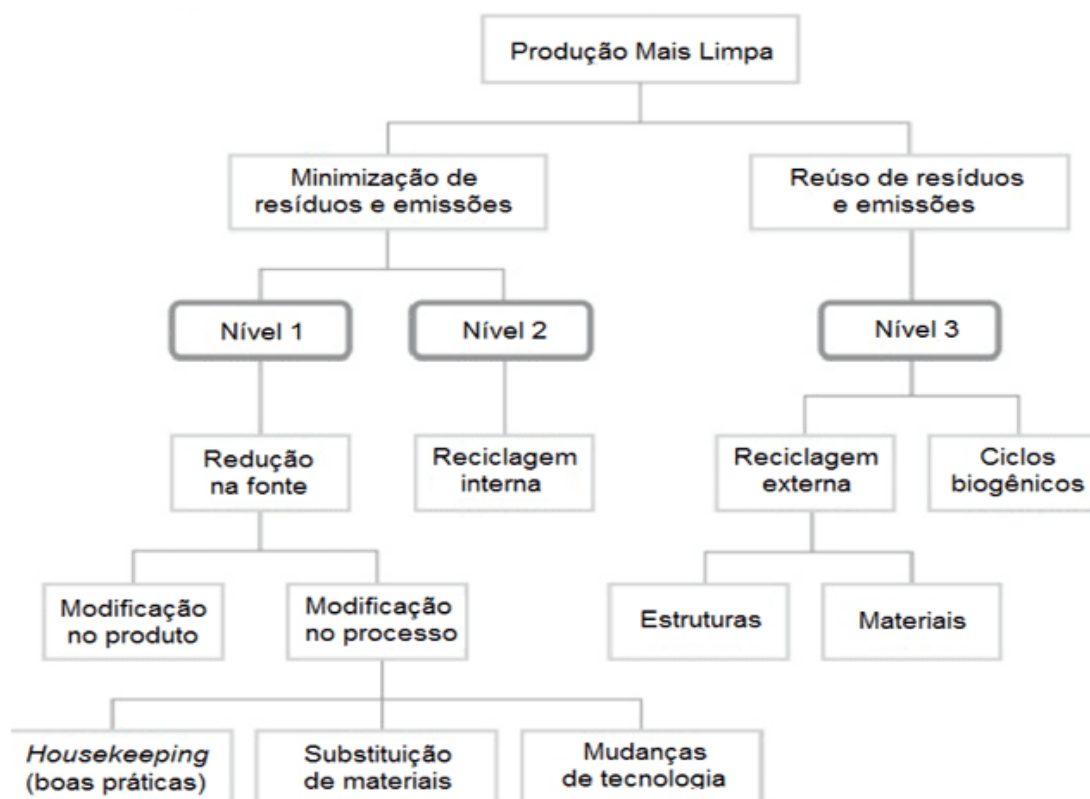 Produção Mais Limpa
Minimização de
resíduos e emissões
Reúso de resíduos
e emissões
Nível 1
Nível 2
Nível 3
Redução
na fonte
Reciclagem
interna
Reciclagem
externa
Ciclos
biogênicos
Modificação
no produto
Modificação
no processo
Estruturas
Materiais
Housekeeping
(boas práticas)
Substituição
de materiais
Mudanças
de tecnologia